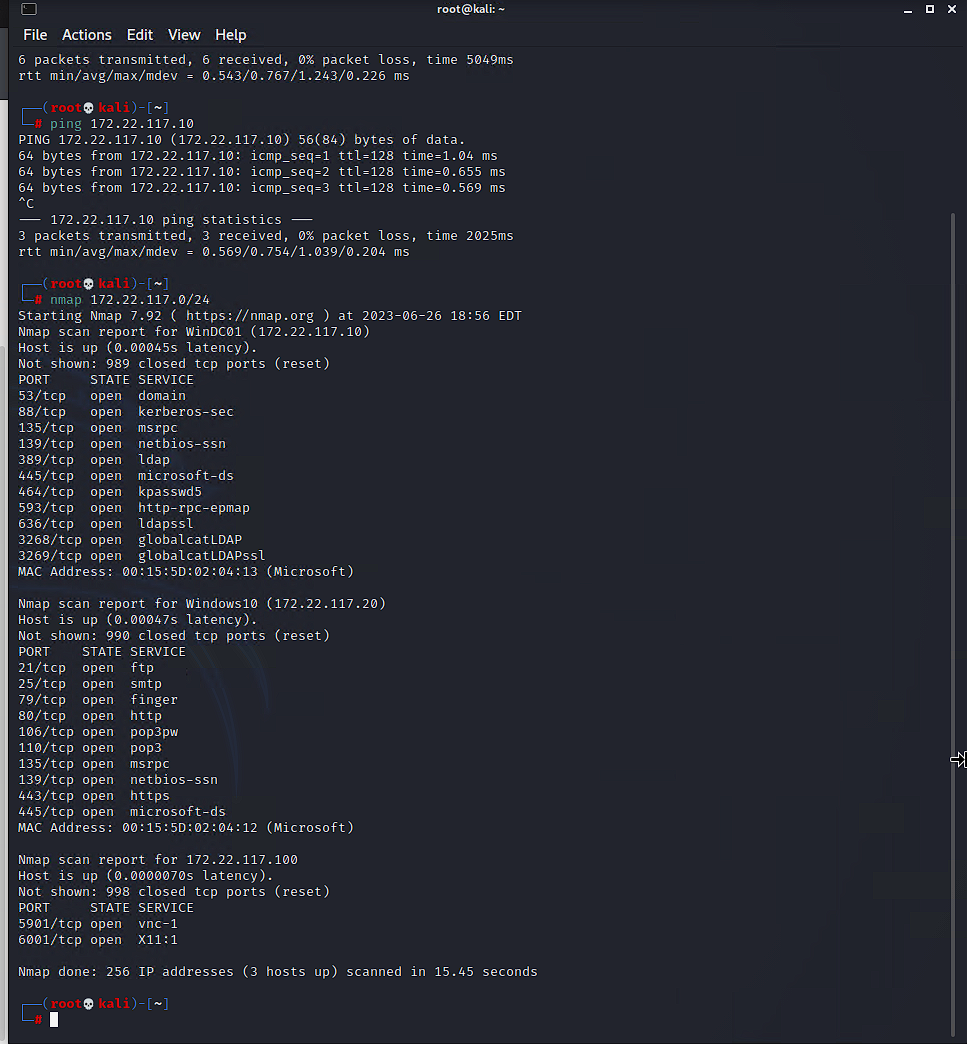 root@kali: ~
File Actions Edit View Help
6 packets transmitted, 6 received, 0% packet loss, time 5049ms
rtt min/avg/max/mdev = 0.543/0.767/1.243/0.226 ms
┌──(root💀kali)-[~]
└─# ping 172.22.117.10
PING 172.22.117.10 (172.22.117.10) 56(84) bytes of data.
64 bytes from 172.22.117.10: icmp_seq=1 ttl=128 time=1.04 ms
64 bytes from 172.22.117.10: icmp_seq=2 ttl=128 time=0.655 ms
64 bytes from 172.22.117.10: icmp_seq=3 ttl=128 time=0.569 ms
^C
--- 172.22.117.10 ping statistics ---
3 packets transmitted, 3 received, 0% packet loss, time 2025ms
rtt min/avg/max/mdev = 0.569/0.754/1.039/0.204 ms
┌──(root💀kali)-[~]
└─# nmap 172.22.117.0/24
Starting Nmap 7.92 ( https://nmap.org ) at 2023-06-26 18:56 EDT
Nmap scan report for WinDC01 (172.22.117.10)
Host is up (0.00045s latency).
Not shown: 989 closed tcp ports (reset)
PORT     STATE SERVICE
53/tcp   open  domain
88/tcp   open  kerberos-sec
135/tcp  open  msrpc
139/tcp  open  netbios-ssn
389/tcp  open  ldap
445/tcp  open  microsoft-ds
464/tcp  open  kpasswd5
593/tcp  open  http-rpc-epmap
636/tcp  open  ldapssl
3268/tcp open  globalcatLDAP
3269/tcp open  globalcatLDAPssl
MAC Address: 00:15:5D:02:04:13 (Microsoft)
Nmap scan report for Windows10 (172.22.117.20)
Host is up (0.00047s latency).
Not shown: 990 closed tcp ports (reset)
PORT    STATE SERVICE
21/tcp  open  ftp
25/tcp  open  smtp
79/tcp  open  finger
80/tcp  open  http
106/tcp open  pop3pw
110/tcp open  pop3
135/tcp open  msrpc
139/tcp open  netbios-ssn
443/tcp open  https
445/tcp open  microsoft-ds
MAC Address: 00:15:5D:02:04:12 (Microsoft)
Nmap scan report for 172.22.117.100
Host is up (0.0000070s latency).
Not shown: 998 closed tcp ports (reset)
PORT     STATE SERVICE
5901/tcp open  vnc-1
6001/tcp open  X11:1
Nmap done: 256 IP addresses (3 hosts up) scanned in 15.45 seconds
┌──(root💀kali)-[~]
└─#